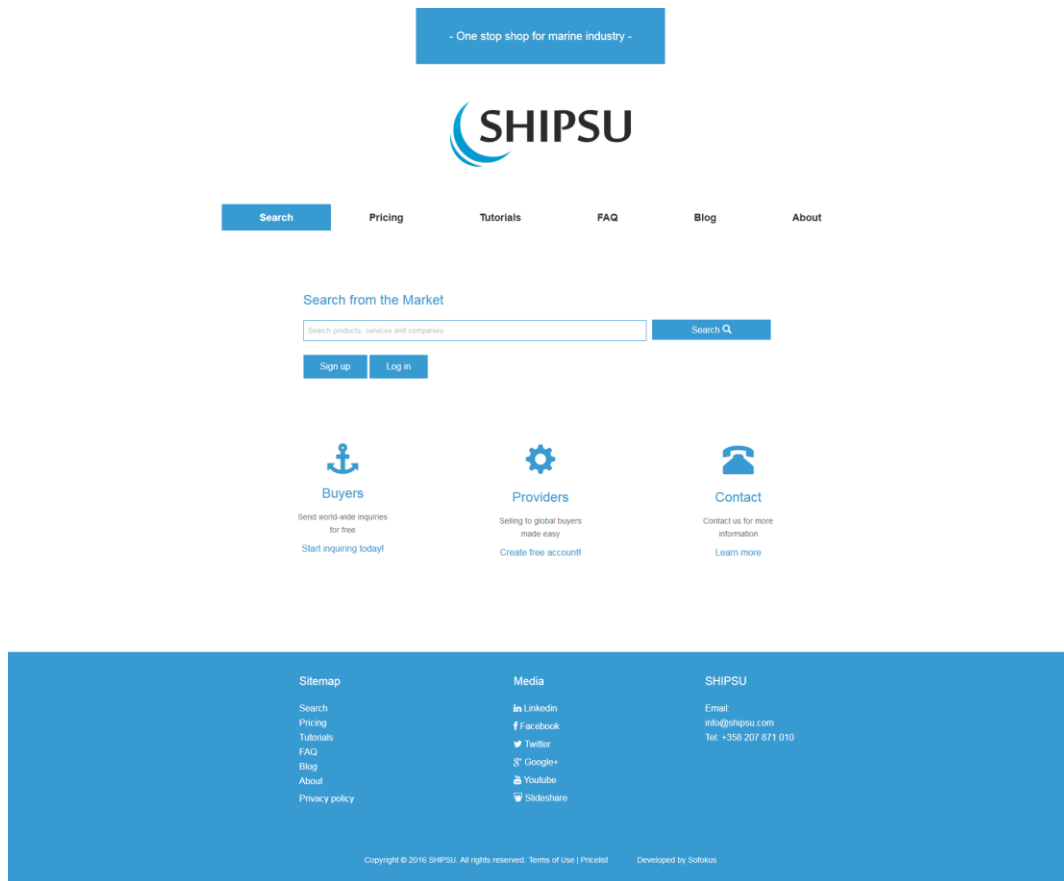 - One stop shop for marine industry -
SHIPSU
Search Pricing Tutorials FAQ Blog About
Search from the Market
Search products, services and companies Search
Sign up Log in
Buyers
Send world-wide inquiries
for free
Start inquiring today!
Providers
Selling to global buyers
made easy
Create free account!
Contact
Contact us for more
information
Learn more
Sitemap
Search
Pricing
Tutorials
FAQ
Blog
About
Privacy policy
Media
in Linkedin
f Facebook
Twitter
g+ Google+
Youtube
Slideshare
SHIPSU
Email:
info@shipsu.com
Tel: +358 207 871 010
Copyright © 2016 SHIPSU. All rights reserved. Terms of Use | Pricelist Developed by Sofokus